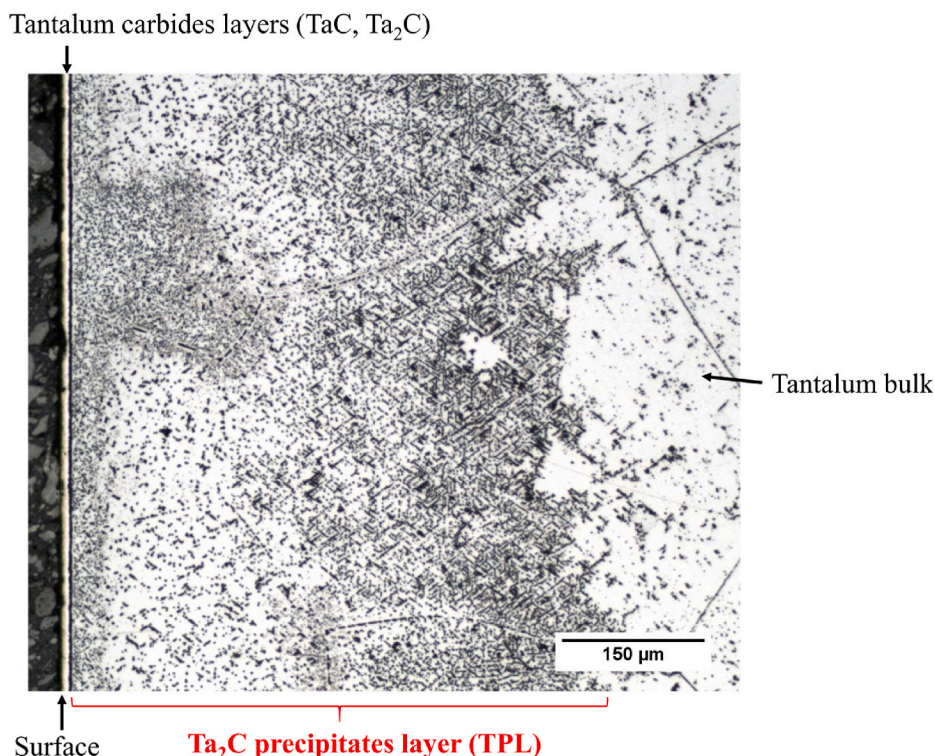 Tantalum carbides layers (TaC, Ta₂C)
Tantalum bulk
150 µm
Surface
Ta₂C precipitates layer (TPL)